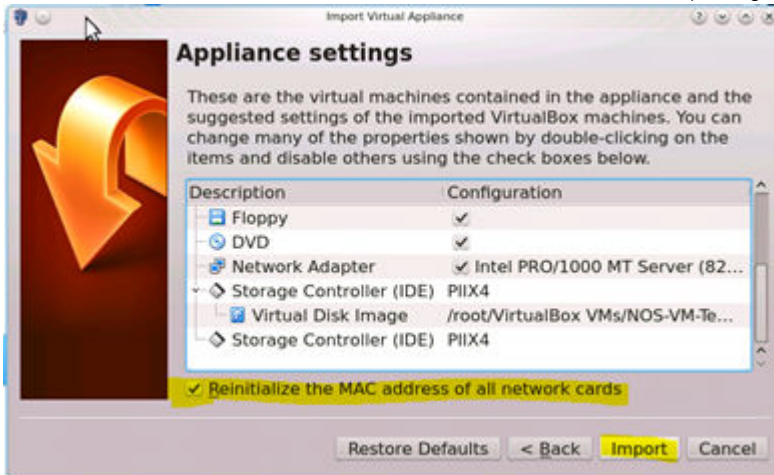 Import Virtual Appliance
Appliance settings
These are the virtual machines contained in the appliance and the
suggested settings of the imported VirtualBox machines. You can
change many of the properties shown by double-clicking on the
items and disable others using the check boxes below.
Description Configuration
Floppy
DVD
Network Adapter Intel PRO/1000 MT Server (82...
Storage Controller (IDE) PIIX4
Virtual Disk Image /root/VirtualBox VMs/NOS-VM-Te...
Storage Controller (IDE) PIIX4
Reinitialize the MAC address of all network cards
Restore Defaults < Back Import Cancel